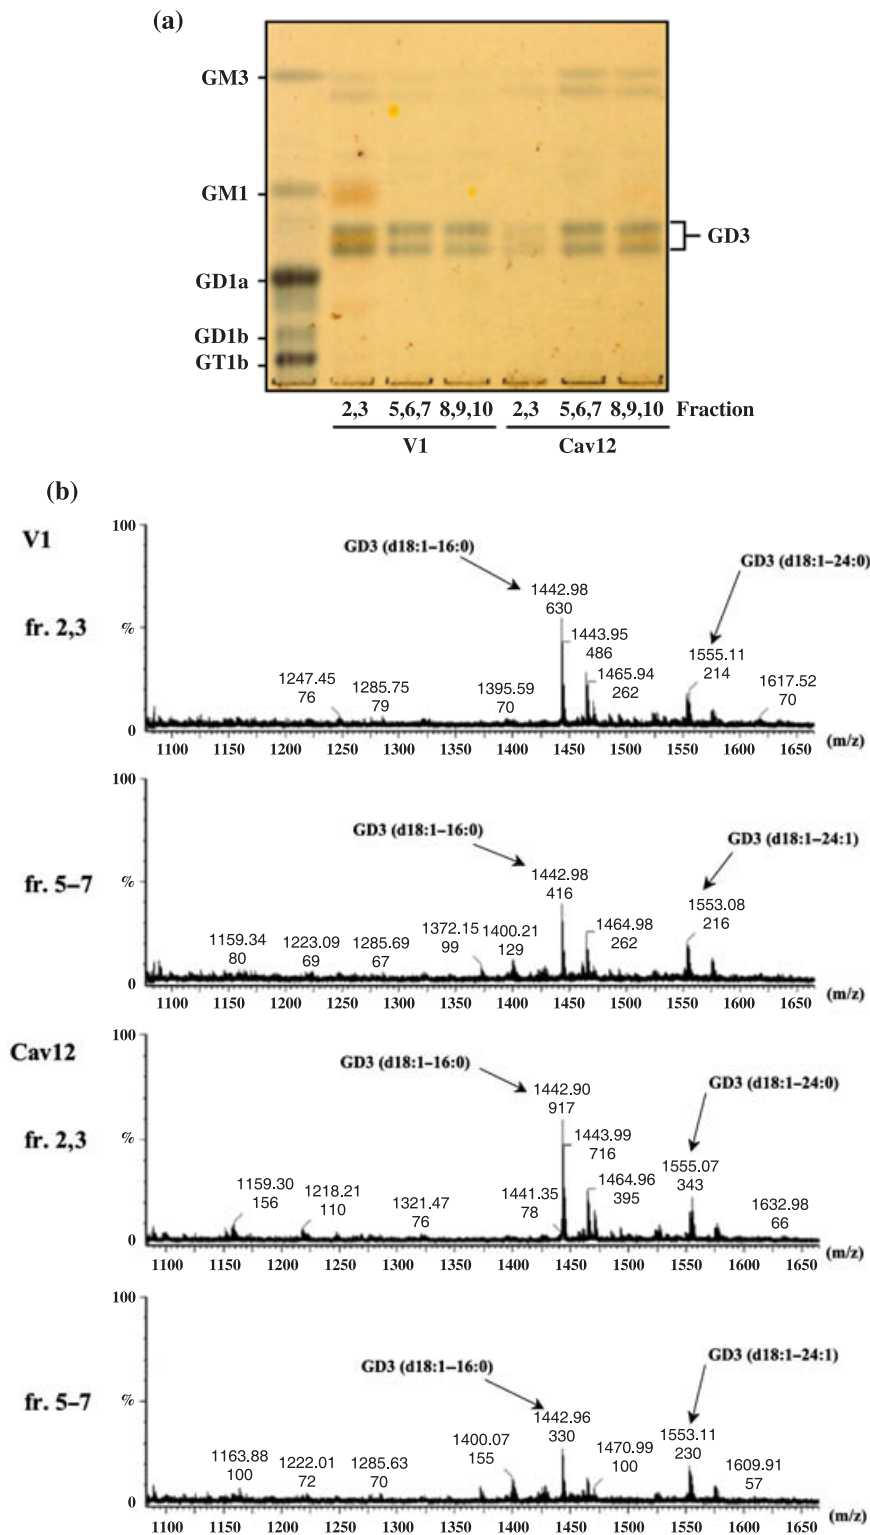 (a)
GM3
GM1
GD3
GD1a
GD1b
GT1b
2,3 5,6,7 8,9,10 2,3 5,6,7 8,9,10 Fraction
V1 Cav12
(b)
V1
fr. 2,3
100
%
0
GD3 (d18:1–16:0)
GD3 (d18:1–24:0)
1442.98
630
1443.95
486
1465.94
262
1555.11
214
1617.52
70
1247.45
76
1285.75
79
1395.59
70
1100 1150 1200 1250 1300 1350 1400 1450 1500 1550 1600 1650 (m/z)
fr. 5–7
100
%
0
GD3 (d18:1–16:0)
GD3 (d18:1–24:1)
1442.98
416
1553.08
216
1464.98
262
1159.34
80
1223.09
69
1285.69
67
1372.15
99
1400.21
129
1100 1150 1200 1250 1300 1350 1400 1450 1500 1550 1600 1650 (m/z)
Cav12
fr. 2,3
100
%
0
GD3 (d18:1–16:0)
GD3 (d18:1–24:0)
1442.90
917
1443.99
716
1555.07
343
1464.96
395
1159.30
156
1218.21
110
1321.47
76
1441.35
78
1632.98
66
1100 1150 1200 1250 1300 1350 1400 1450 1500 1550 1600 1650 (m/z)
fr. 5–7
100
%
0
GD3 (d18:1–16:0)
GD3 (d18:1–24:1)
1442.96
330
1553.11
230
1400.07
155
1470.99
100
1163.88
100
1222.01
72
1285.63
70
1609.91
57
1100 1150 1200 1250 1300 1350 1400 1450 1500 1550 1600 1650 (m/z)